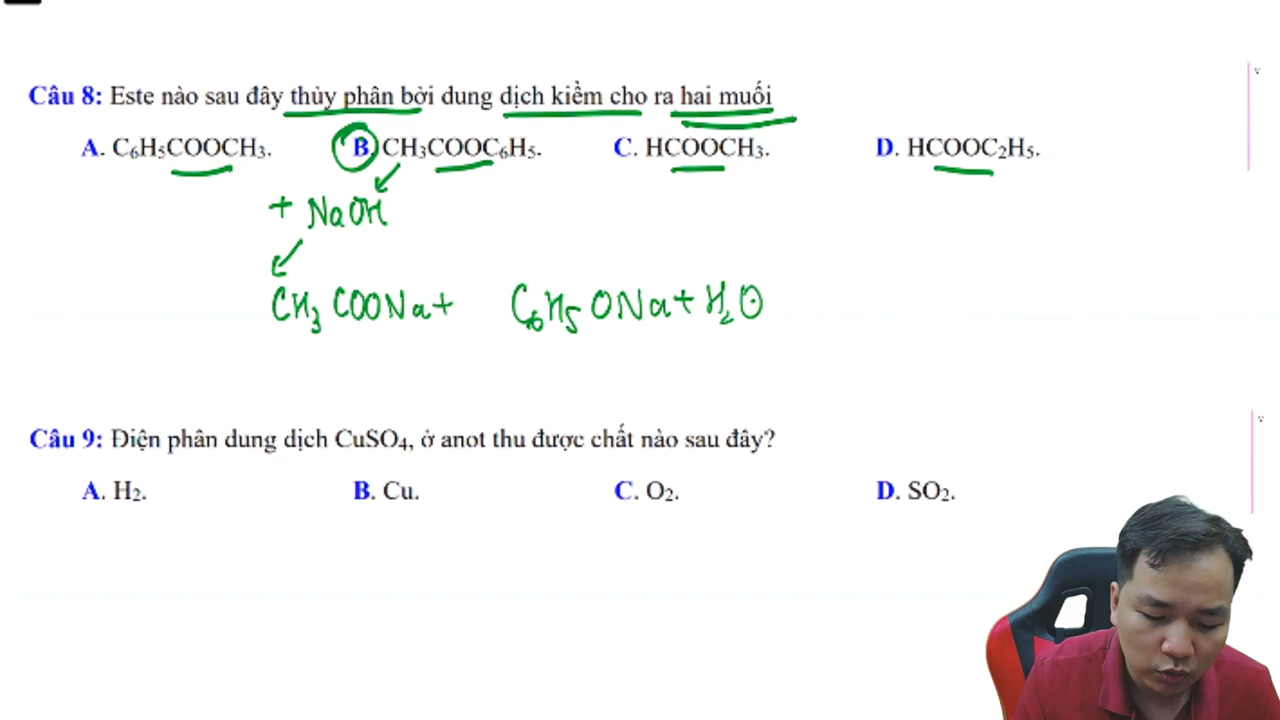 Câu 8: Este nào sau đây thủy phân bởi dung dịch kiềm cho ra hai muối
A. C₆H₅COOCH₃. B. CH₃COOC₆H₅. C. HCOOCH₃. D. HCOOC₂H₅.
+ NaOH
CH₃COONa + C₆H₅ONa + H₂O
Câu 9: Điện phân dung dịch CuSO₄, ở anot thu được chất nào sau đây?
A. H₂. B. Cu. C. O₂. D. SO₂.